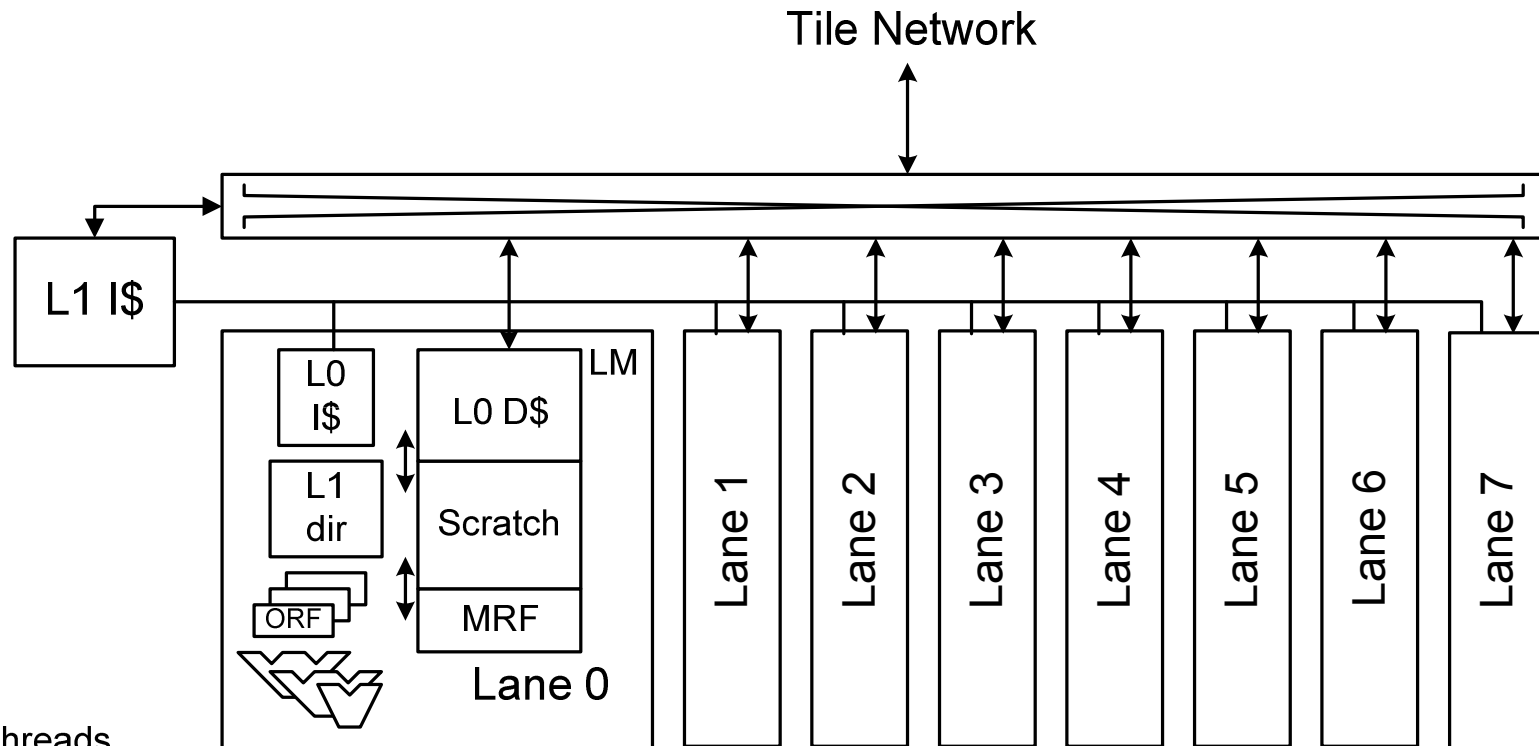 Tile Network
L1 I$
L0
I$
L0 D$
LM
L1
dir
Scratch
ORF
MRF
Lane 0
Lane 1
Lane 2
Lane 3
Lane 4
Lane 5
Lane 6
Lane 7
hreads